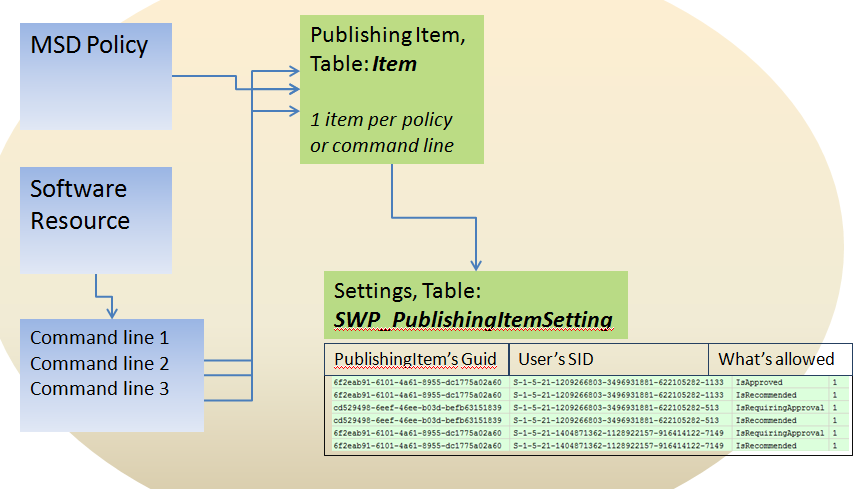 MSD Policy
PublishingItem,
Table: Item
1 item per policy
or command line
Software
Resource
Command line 1
Command line 2
Command line 3
Settings, Table:
SWP_PublishingItemSetting
PublishingItem's Guid User's SID What's allowed
6f2eab91-6101-4a61-8955-dc1775a02a60 S-1-5-21-1209266803-3496931881-622105282-1133 IsApproved 1
6f2eab91-6101-4a61-8955-dc1775a02a60 S-1-5-21-1209266803-3496931881-622105282-1133 IsRecommended 1
cd529498-6eef-46ee-b03d-befb63151839 S-1-5-21-1209266803-3496931881-622105282-513 IsRequiringApproval 1
cd529498-6eef-46ee-b03d-befb63151839 S-1-5-21-1209266803-3496931881-622105282-513 IsRecommended 1
6f2eab91-6101-4a61-8955-dc1775a02a60 S-1-5-21-1404871362-1128922157-916414122-7149 IsRequiringApproval 1
6f2eab91-6101-4a61-8955-dc1775a02a60 S-1-5-21-1404871362-1128922157-916414122-7149 IsRecommended 1